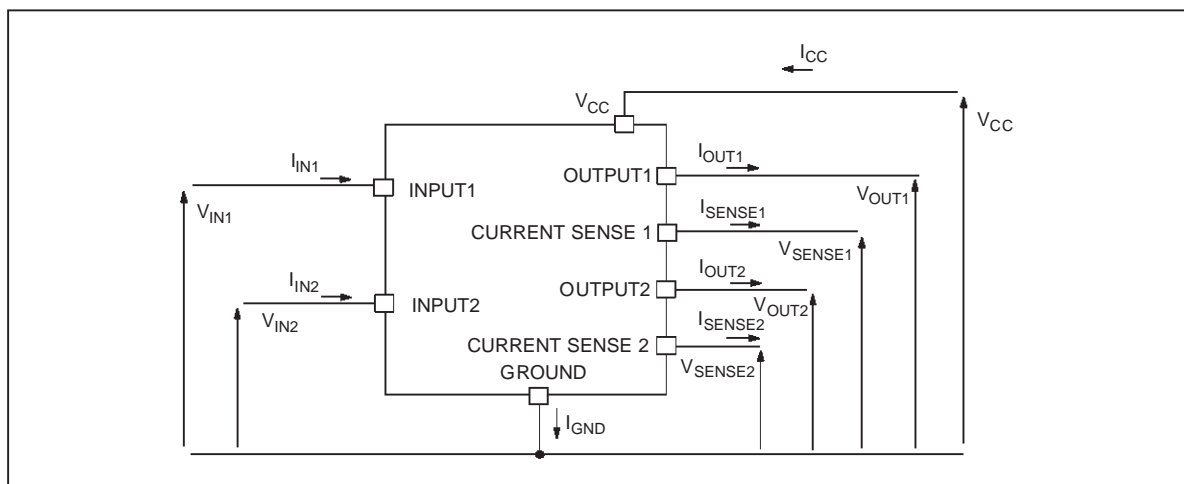 I_CC
V_CC
V_CC
I_OUT1
I_IN1
OUTPUT1
INPUT1
V_OUT1
V_IN1
I_SENSE1
CURRENT SENSE 1
V_SENSE1
I_OUT2
I_IN2
OUTPUT2
INPUT2
V_OUT2
V_IN2
I_SENSE2
CURRENT SENSE 2
V_SENSE2
GROUND
I_GND